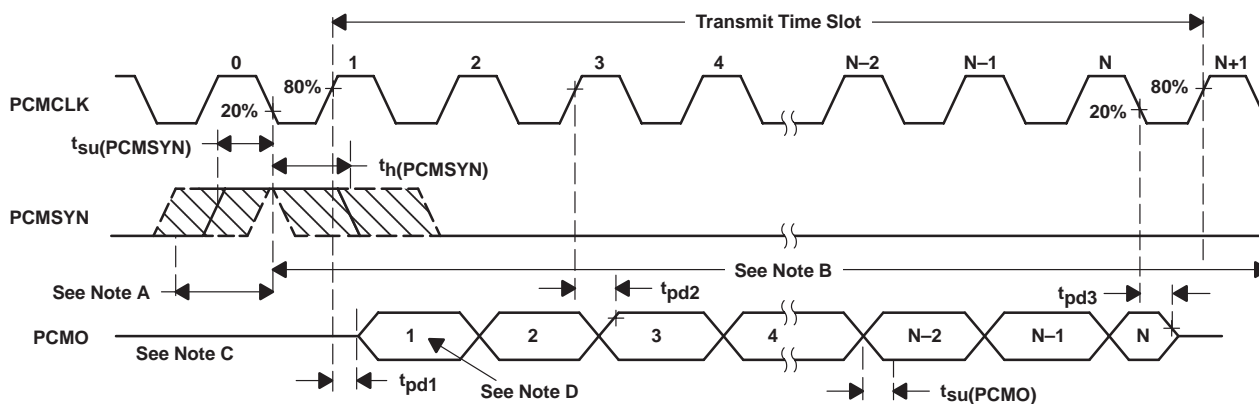 Transmit Time Slot
0 1 2 3 4 N–2 N–1 N N+1
80% 80%
PCMCLK
20% 20%
tsu(PCMSYN)
th(PCMSYN)
PCMSYN
See Note B
See Note A
tpd2 tpd3
PCMO 1 2 3 4 N–2 N–1 N
See Note C
tpd1 See Note D tsu(PCMO)